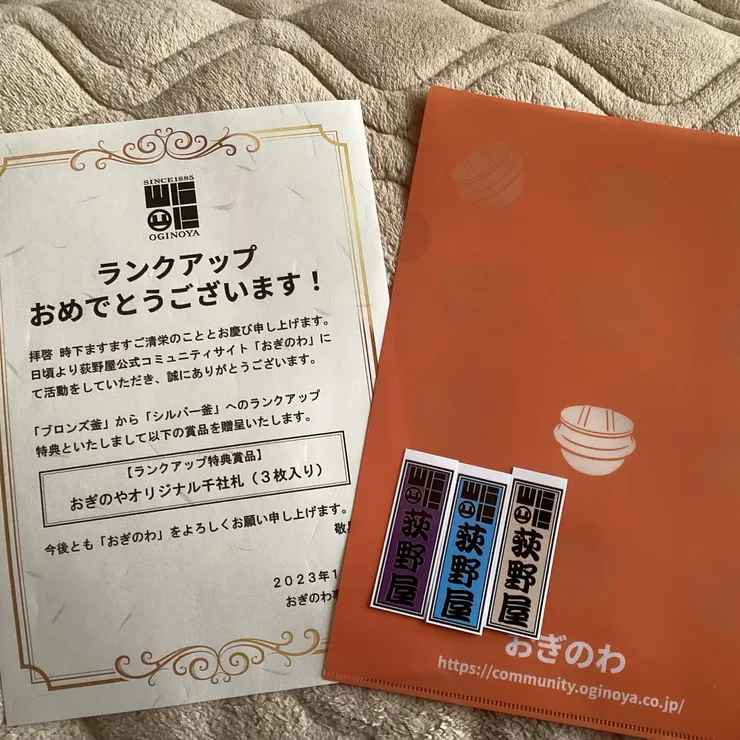 SINCE1885
OGINOYA
ランクアップ
おめでとうございます！
拝啓 時下ますますご清栄のこととお慶び申し上げます。
日頃より荻野屋公式コミュニティサイト「おぎのわ」に
て活動をしていただき、誠にありがとうございます。
「ブロンズ釜」から「シルバー釜」へのランクアップ
特典といたしまして以下の賞品を贈呈いたします。
【ランクアップ特典賞品】
おぎのやオリジナル千社札（３枚入り）
今後とも「おぎのわ」をよろしくお願い申し上げます。
敬
２０２３年１
おぎのわ
荻野屋
荻野屋
荻野屋
おぎのわ
https://community.oginoya.co.jp/